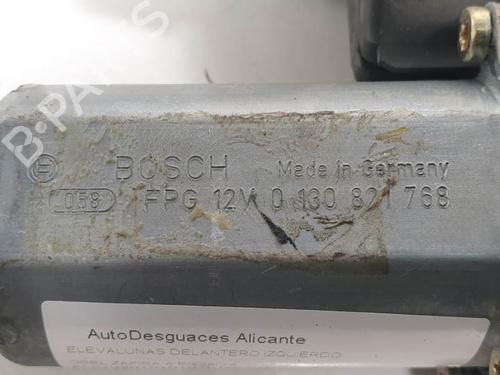 B-PARTS
BOSCH Made in Germany
058 FPG 12V 0 130 821 768
AutoDesguaces Alicante
ELEVALUNAS DELANTERO IZQUIERDO